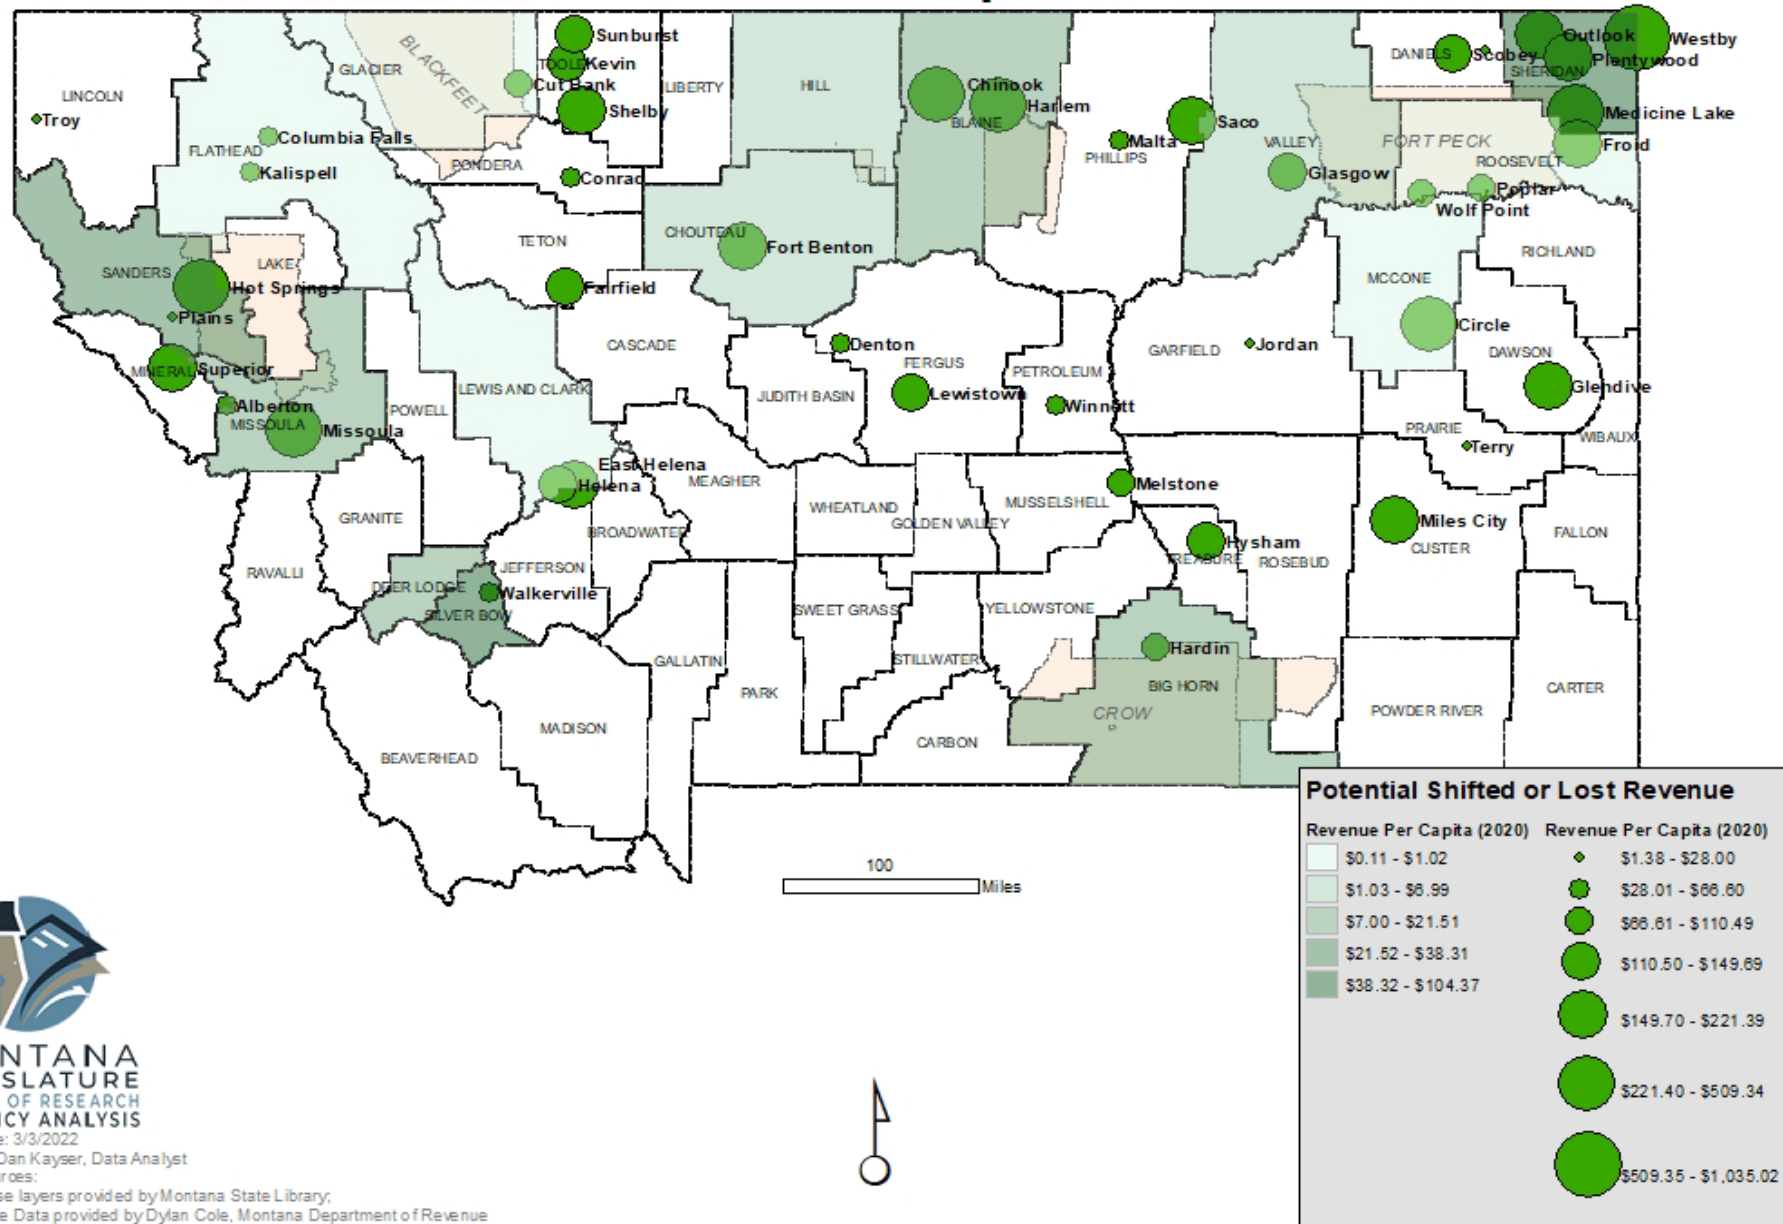 Sunburst
Outlook
Westby
DANIELS
Scobey
TOOLE
Kevin
Plentywood
GLACIER
BLACKFEET
SHERIDAN
LINCOLN
Cut Bank
LIBERTY
HILL
Chinook
Harlem
Shelby
Medicine Lake
Troy
BLAINE
Saco
Columbia Falls
Malta
VALLEY
FORT PECK
Froid
FLATHEAD
PHILLIPS
PONDERA
ROOSEVELT
Kalispell
Conrad
Glasgow
Poplar
Wolf Point
CHOUTEAU
Fort Benton
TETON
RICHLAND
SANDERS
LAKE
MCCONE
Hot Springs
Fairfield
Plains
Circle
CASCADE
Denton
Jordan
GARFIELD
DAWSON
MINERAL
Superior
FERGUS
PETROLEUM
LEWIS AND CLARK
Glendive
JUDITH BASIN
Lewistown
Alberton
Winnett
POWELL
MISSOULA
Missoula
PRAIRIE
WIBAUX
Terry
East Helena
Helena
MEAGHER
Melstone
MUSSELSHELL
WHEATLAND
GRANITE
GOLDEN VALLEY
Miles City
BROADWATER
FALLON
Hysham
CUSTER
TREASURE
ROSEBUD
RAVALLI
JEFFERSON
DEER LODGE
Walkerville
SILVER BOW
SWEET GRASS
YELLOWSTONE
Hardin
GALLATIN
STILLWATER
BIG HORN
CARTER
PARK
CROW
POWDER RIVER
MADISON
CARBON
BEAVERHEAD
Potential Shifted or Lost Revenue
Revenue Per Capita (2020)
$0.11 - $1.02
$1.03 - $6.99
$7.00 - $21.51
$21.52 - $38.31
$38.32 - $104.37
Revenue Per Capita (2020)
$1.38 - $28.00
$28.01 - $66.60
$66.61 - $110.49
$110.50 - $149.69
$149.70 - $221.39
$221.40 - $509.34
$509.35 - $1,035.02
100
Miles
NTANA
SLATURE
OF RESEARCH
CY ANALYSIS
e: 3/3/2022
Dan Kayser, Data Analyst
rces:
se layers provided by Montana State Library;
e Data provided by Dylan Cole, Montana Department of Revenue